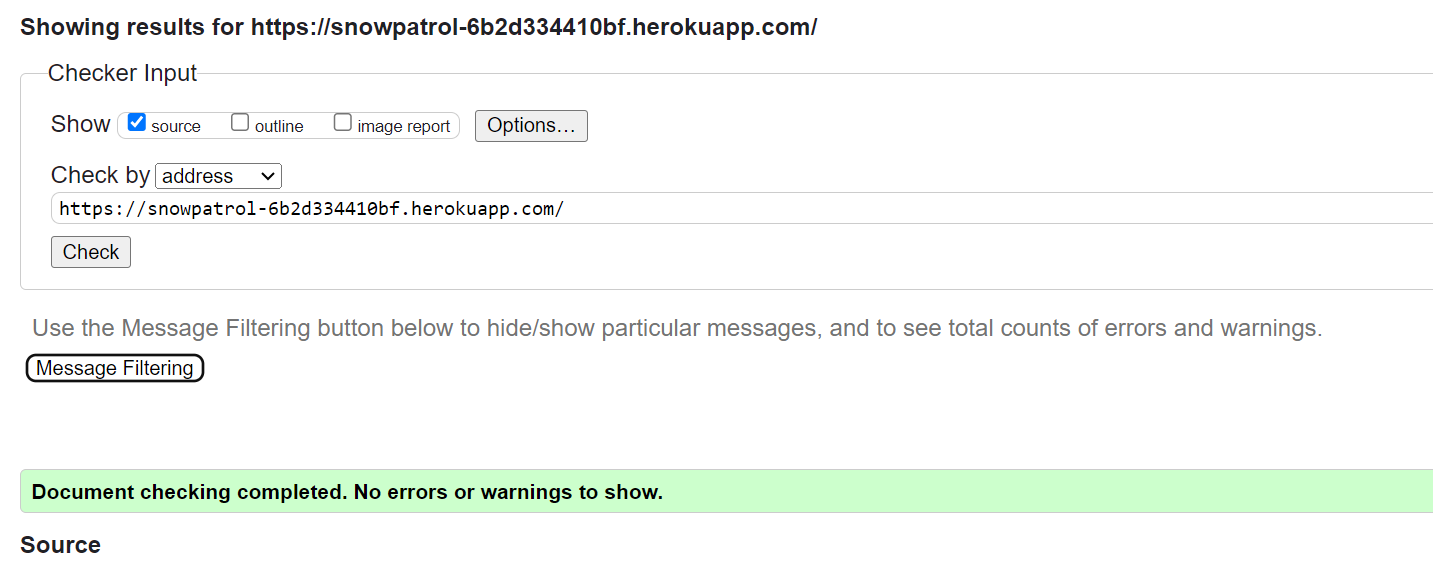 Showing results for https://snowpatrol-6b2d334410bf.herokuapp.com/
Checker Input
Show source outline image report Options...
Check by address
https://snowpatrol-6b2d334410bf.herokuapp.com/
Check
Use the Message Filtering button below to hide/show particular messages, and to see total counts of errors and warnings.
Message Filtering
Document checking completed. No errors or warnings to show.
Source